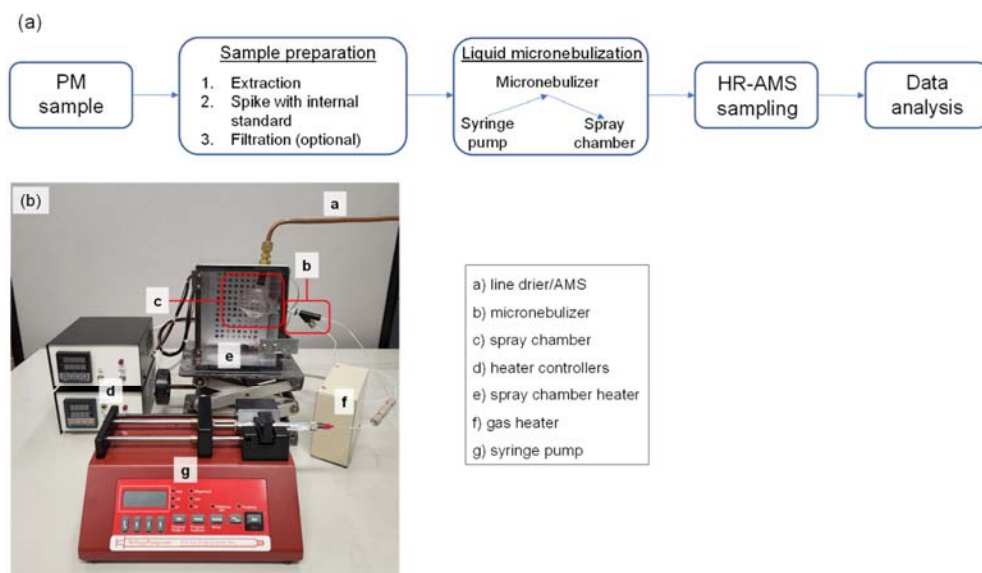 (a)
PM
sample
Sample preparation
1. Extraction
2. Spike with internal
standard
3. Filtration (optional)
Liquid micronebulization
Micronebulizer
Syringe
pump
Spray
chamber
HR-AMS
sampling
Data
analysis
(b)
a
b
c
d
e
f
g
a) line drier/AMS
b) micronebulizer
c) spray chamber
d) heater controllers
e) spray chamber heater
f) gas heater
g) syringe pump